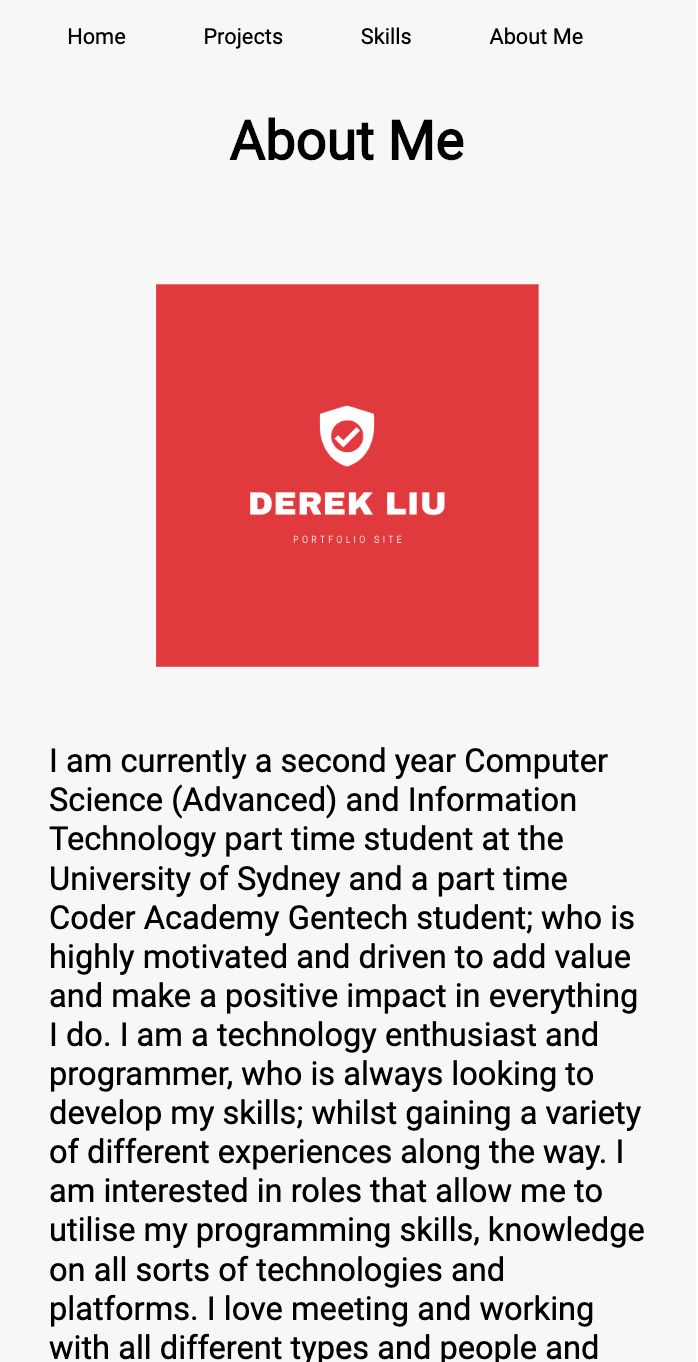 Home Projects Skills About Me
About Me
DEREK LIU
PORTFOLIO SITE
I am currently a second year Computer
Science (Advanced) and Information
Technology part time student at the
University of Sydney and a part time
Coder Academy Gentech student; who is
highly motivated and driven to add value
and make a positive impact in everything
I do. I am a technology enthusiast and
programmer, who is always looking to
develop my skills; whilst gaining a variety
of different experiences along the way. I
am interested in roles that allow me to
utilise my programming skills, knowledge
on all sorts of technologies and
platforms. I love meeting and working
with all different types and people and